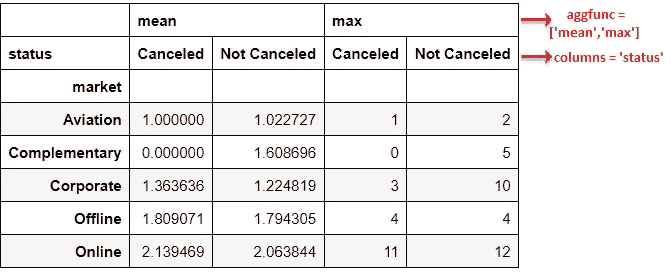 mean max aggfunc =
['mean','max']
status Canceled Not Canceled Canceled Not Canceled columns = 'status'
market
Aviation 1.000000 1.022727 1 2
Complementary 0.000000 1.608696 0 5
Corporate 1.363636 1.224819 3 10
Offline 1.809071 1.794305 4 4
Online 2.139469 2.063844 11 12